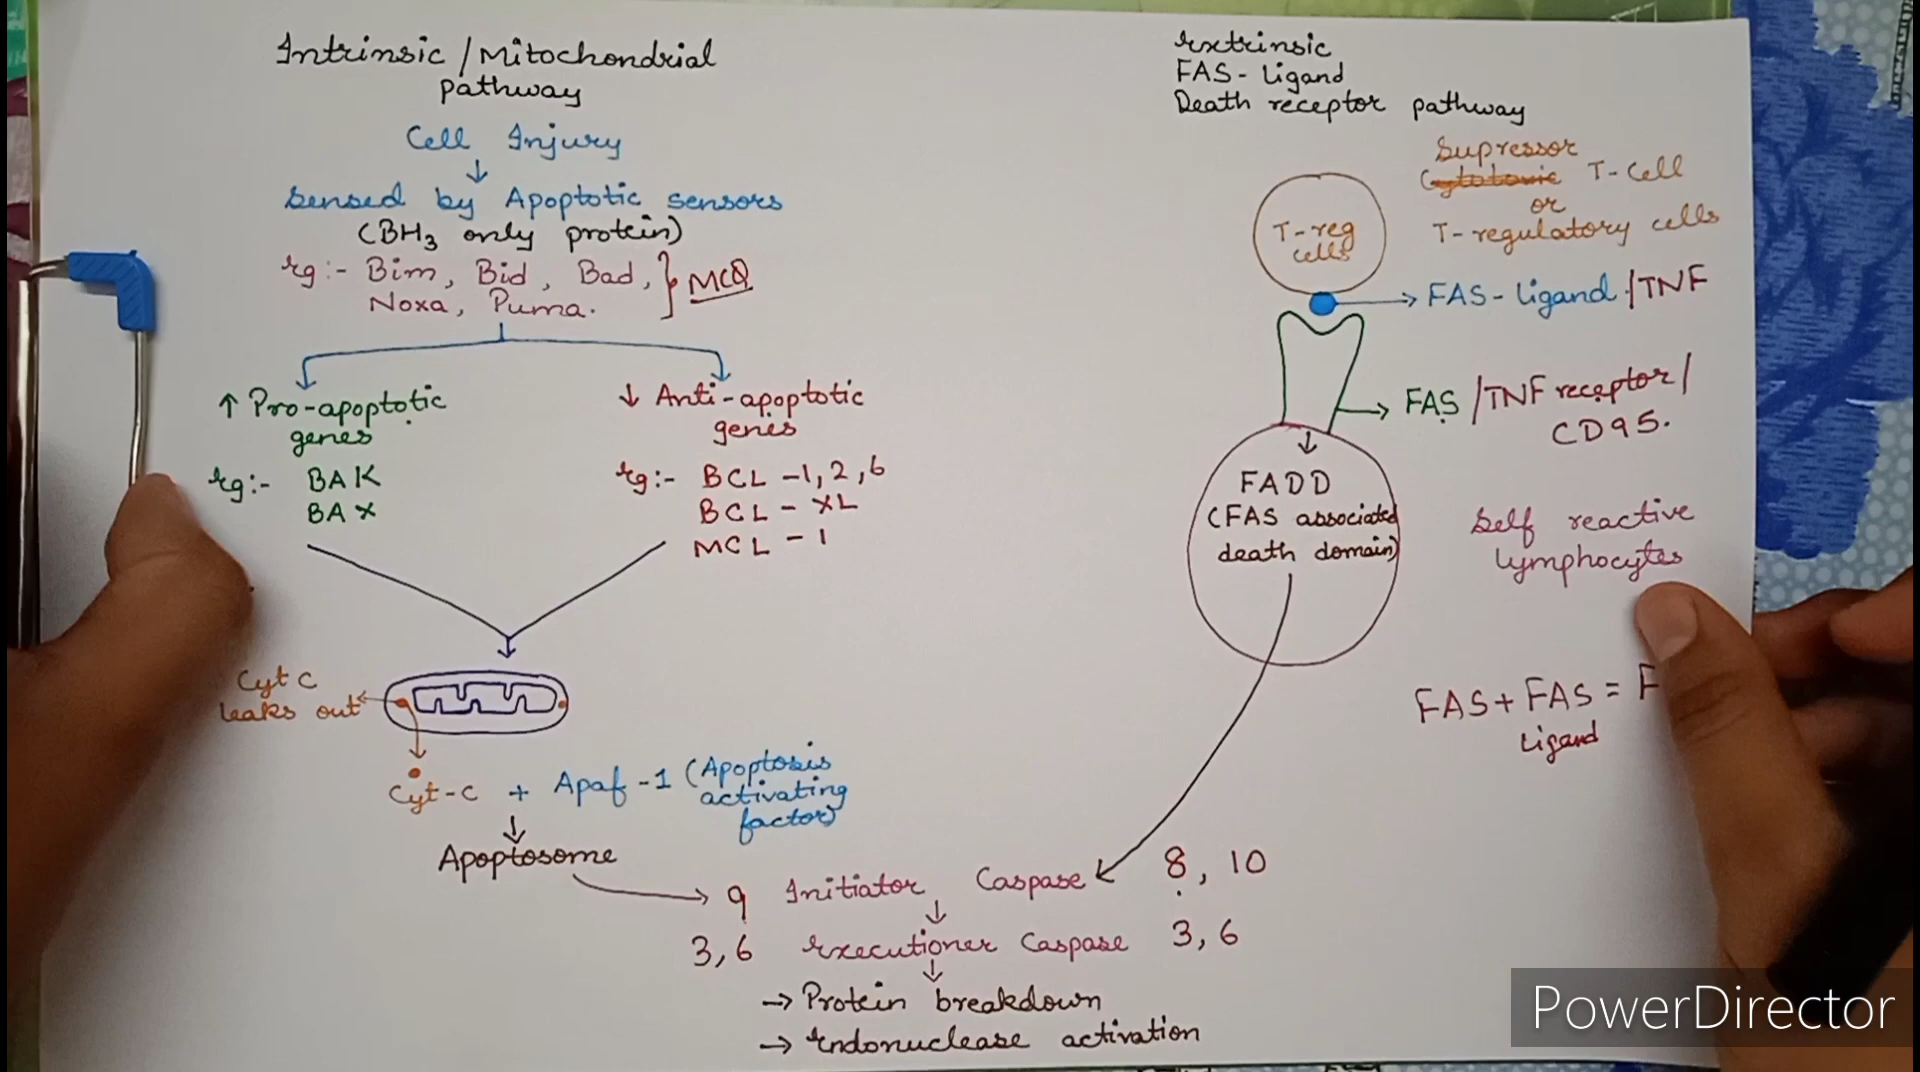 Intrinsic / Mitochondrial
pathway
Cell Injury
↓
Sensed by Apoptotic sensors
(BH3 only protein)
Eg:- Bim, Bid, Bad, } MCQ
Noxa, Puma.
↑ Pro-apoptotic
genes
Eg:- BAK
BAX
↓ Anti-apoptotic
genes
Eg:- BCL -1,2,6
BCL - XL
MCL - 1
Cyt C
leaks out
Cyt-c + Apaf-1 (Apoptosis
activating
factor)
↓
Apoptosome
Extrinsic
FAS - Ligand
Death receptor pathway
T-reg
cells
Supressor
T-Cell
or
T-regulatory cells
→ FAS-Ligand /TNF
→ FAS /TNF receptor/
CD95.
↓
FADD
(FAS associated
death domain)
Self reactive
lymphocytes
FAS + FAS = F
Ligand
9 Initiator Caspase 8, 10
↓
3,6 Executioner Caspase 3, 6
↓
→ Protein breakdown
→ Endonuclease activation
PowerDirector